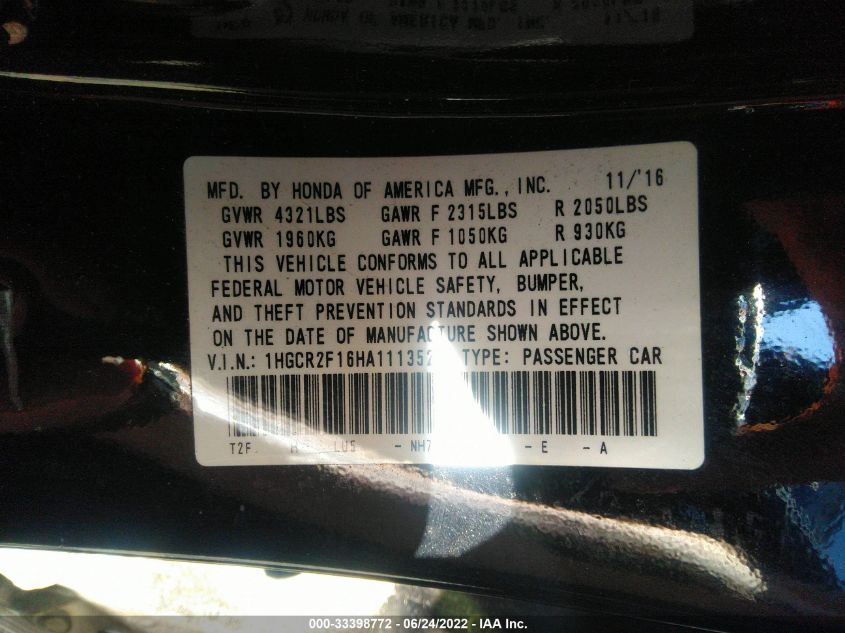 MFD. BY HONDA OF AMERICA MFG., INC. 11/'16
GVWR 4321LBS GAWR F 2315LBS R 2050LBS
GVWR 1960KG GAWR F 1050KG R 930KG
THIS VEHICLE CONFORMS TO ALL APPLICABLE
FEDERAL MOTOR VEHICLE SAFETY, BUMPER,
AND THEFT PREVENTION STANDARDS IN EFFECT
ON THE DATE OF MANUFACTURE SHOWN ABOVE.
V.I.N.: TYPE: PASSENGER CAR
- E - A
000-33398772 - 06/24/2022 - IAA Inc.